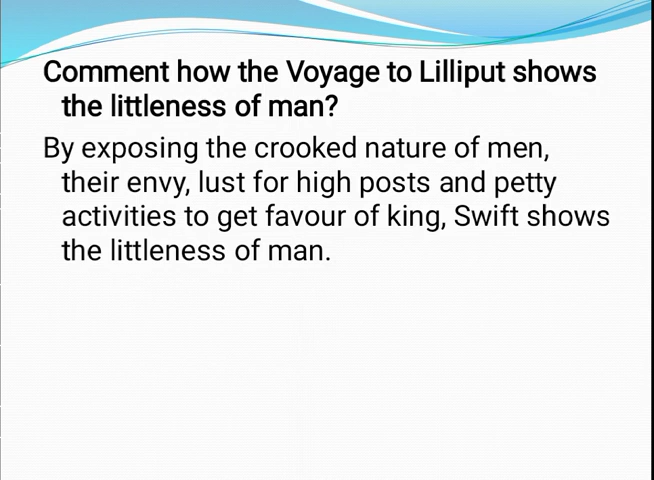 Comment how the Voyage to Lilliput shows
the littleness of man?
By exposing the crooked nature of men,
their envy, lust for high posts and petty
activities to get favour of king, Swift shows
the littleness of man.